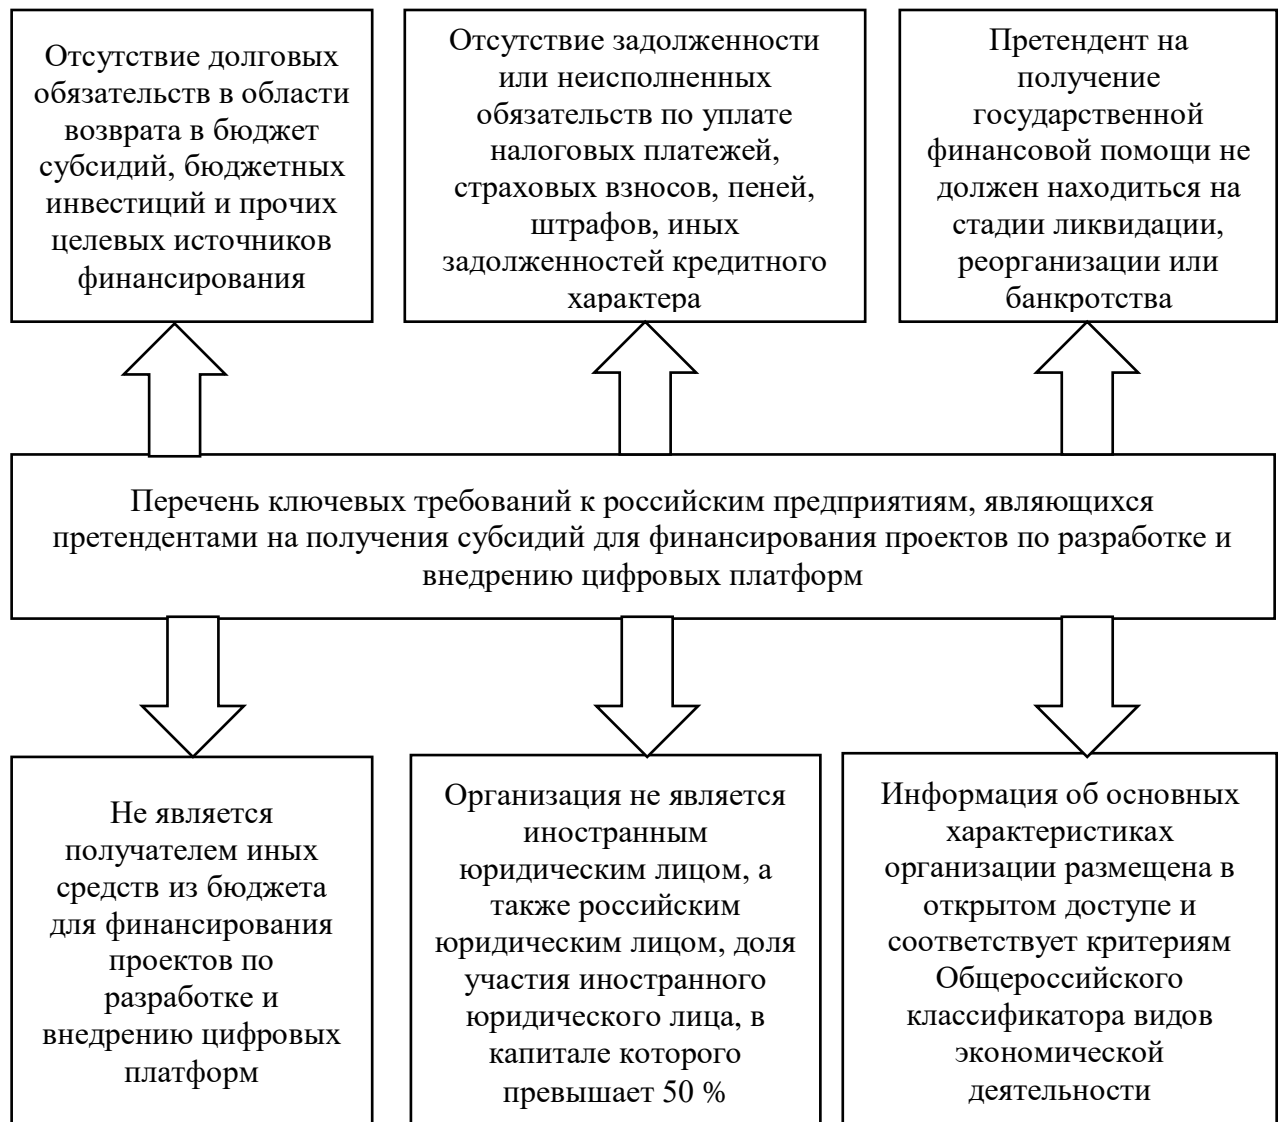 Отсутствие долговых
обязательств в области
возврата в бюджет
субсидий, бюджетных
инвестиций и прочих
целевых источников
финансирования
Отсутствие задолженности
или неисполненных
обязательств по уплате
налоговых платежей,
страховых взносов, пеней,
штрафов, иных
задолженностей кредитного
характера
Претендент на
получение
государственной
финансовой помощи не
должен находиться на
стадии ликвидации,
реорганизации или
банкротства
Перечень ключевых требований к российским предприятиям, являющихся
претендентами на получения субсидий для финансирования проектов по разработке и
внедрению цифровых платформ
Не является
получателем иных
средств из бюджета
для финансирования
проектов по
разработке и
внедрению цифровых
платформ
Организация не является
иностранным
юридическим лицом, а
также российским
юридическим лицом, доля
участия иностранного
юридического лица, в
капитале которого
превышает 50 %
Информация об основных
характеристиках
организации размещена в
открытом доступе и
соответствует критериям
Общероссийского
классификатора видов
экономической
деятельности